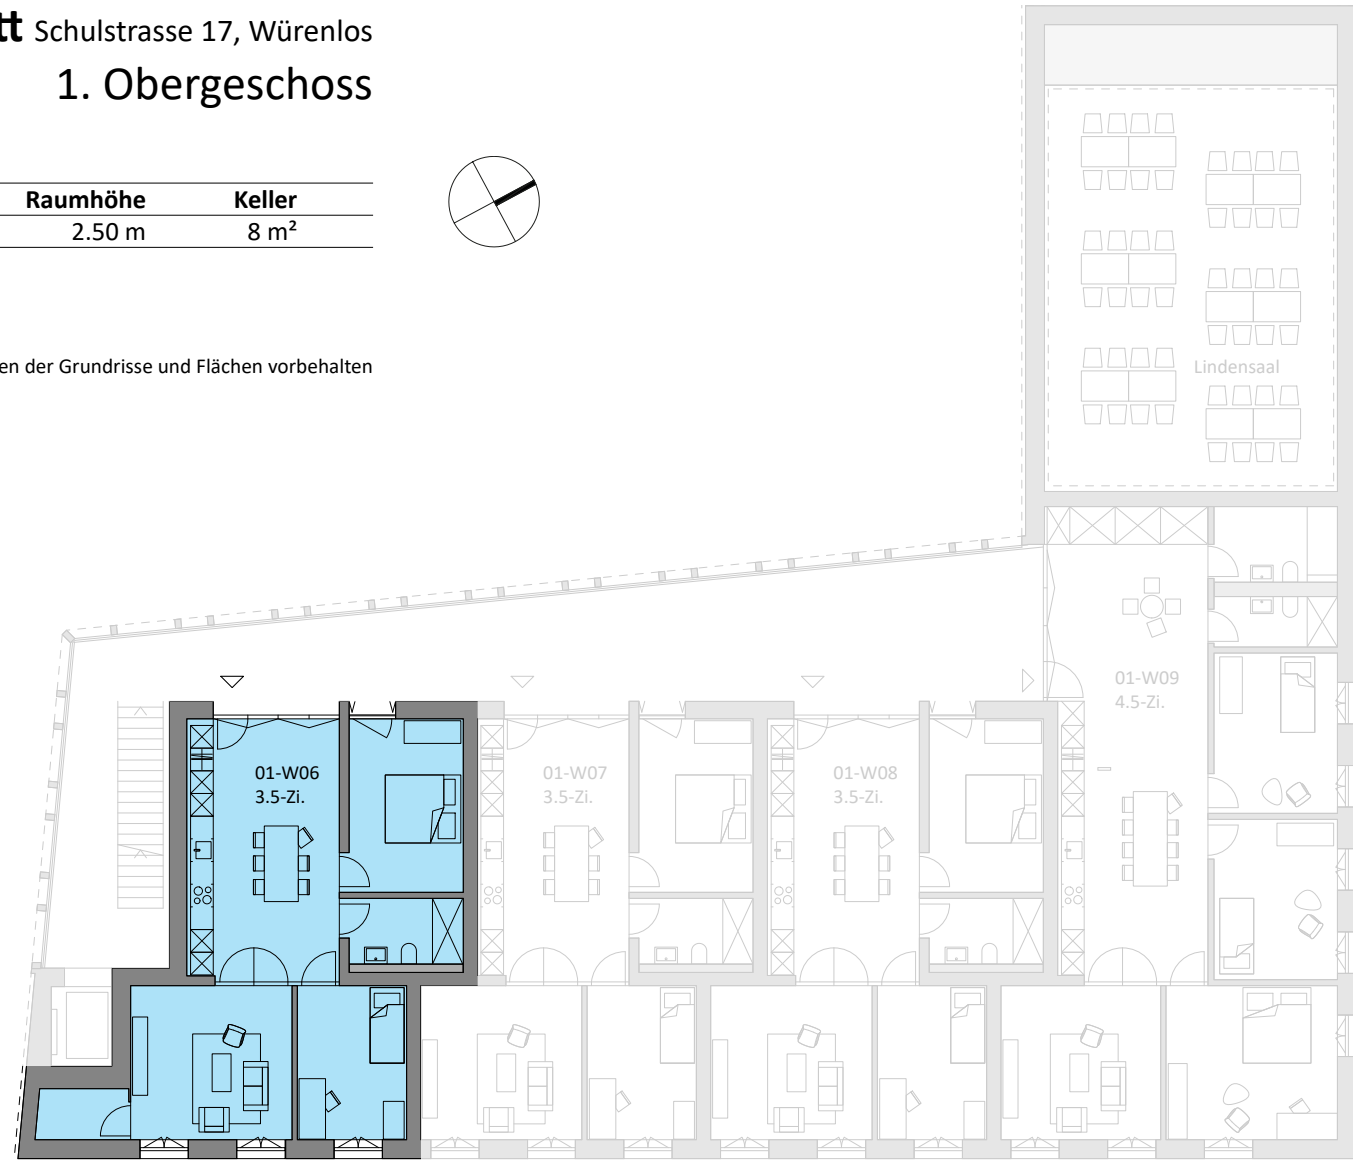 tt Schulstrasse 17, Würenlos
1. Obergeschoss
Raumhöhe Keller
2.50 m 8 m²
en der Grundrisse und Flächen vorbehalten
Lindensaal
01-W09
4.5-Zi.
01-W06
3.5-Zi.
01-W07
3.5-Zi.
01-W08
3.5-Zi.